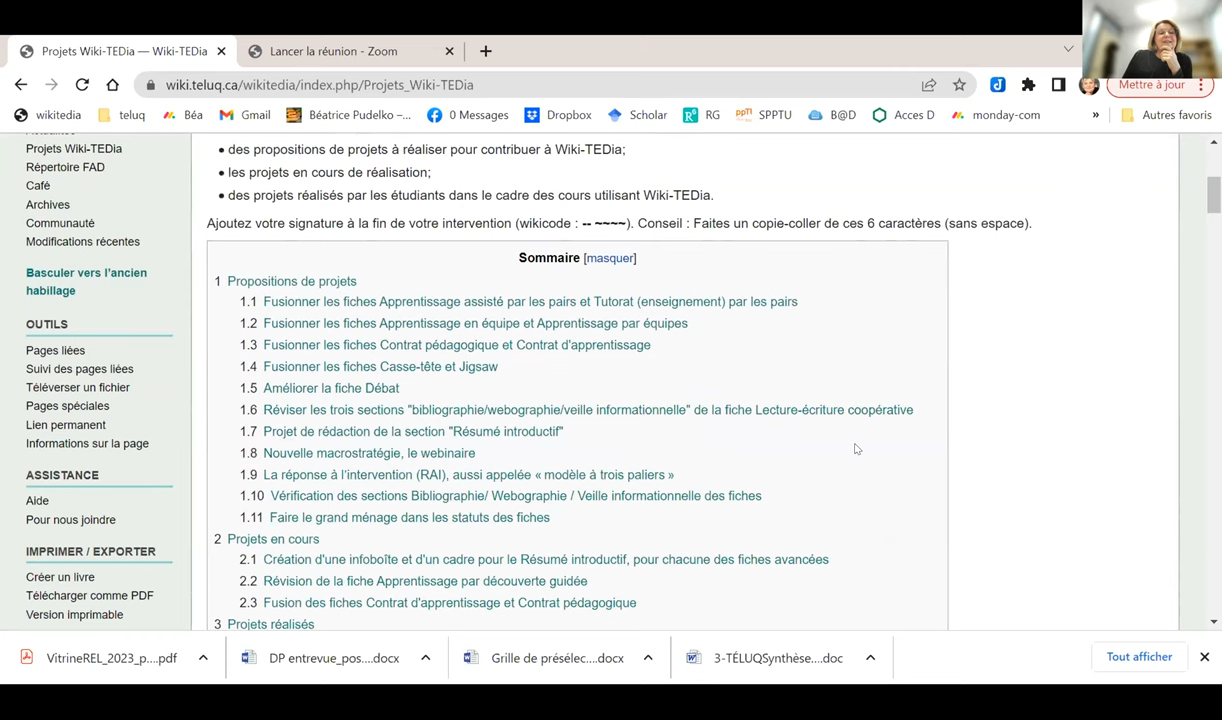 Projets Wiki-TEDia — Wiki-TEDia
Lancer la réunion - Zoom
wiki.teluq.ca/wikitedia/index.php/Projets_Wiki-TEDia
Mettre à jour
wikitedia
teluq
Béa
Gmail
Béatrice Pudelko –...
0 Messages
Dropbox
Scholar
RG
SPPTU
B@D
Acces D
monday-com
»
Autres favoris
Projets Wiki-TEDia
Répertoire FAD
Café
Archives
Communauté
Modifications récentes
Basculer vers l'ancien
habillage
OUTILS
Pages liées
Suivi des pages liées
Téléverser un fichier
Pages spéciales
Lien permanent
Informations sur la page
ASSISTANCE
Aide
Pour nous joindre
IMPRIMER / EXPORTER
Créer un livre
Télécharger comme PDF
Version imprimable
• des propositions de projets à réaliser pour contribuer à Wiki-TEDia;
• les projets en cours de réalisation;
• des projets réalisés par les étudiants dans le cadre des cours utilisant Wiki-TEDia.
Ajoutez votre signature à la fin de votre intervention (wikicode : -- ~~~~). Conseil : Faites un copie-coller de ces 6 caractères (sans espace).
Sommaire [masquer]
1 Propositions de projets
1.1 Fusionner les fiches Apprentissage assisté par les pairs et Tutorat (enseignement) par les pairs
1.2 Fusionner les fiches Apprentissage en équipe et Apprentissage par équipes
1.3 Fusionner les fiches Contrat pédagogique et Contrat d'apprentissage
1.4 Fusionner les fiches Casse-tête et Jigsaw
1.5 Améliorer la fiche Débat
1.6 Réviser les trois sections "bibliographie/webographie/veille informationnelle" de la fiche Lecture-écriture coopérative
1.7 Projet de rédaction de la section "Résumé introductif"
1.8 Nouvelle macrostratégie, le webinaire
1.9 La réponse à l'intervention (RAI), aussi appelée « modèle à trois paliers »
1.10 Vérification des sections Bibliographie/ Webographie / Veille informationnelle des fiches
1.11 Faire le grand ménage dans les statuts des fiches
2 Projets en cours
2.1 Création d'une infoboîte et d'un cadre pour le Résumé introductif, pour chacune des fiches avancées
2.2 Révision de la fiche Apprentissage par découverte guidée
2.3 Fusion des fiches Contrat d'apprentissage et Contrat pédagogique
3 Projets réalisés
VitrineREL_2023_p....pdf
DP entrevue_pos....docx
Grille de présélec....docx
3-TÉLUQSynthèse....doc
Tout afficher